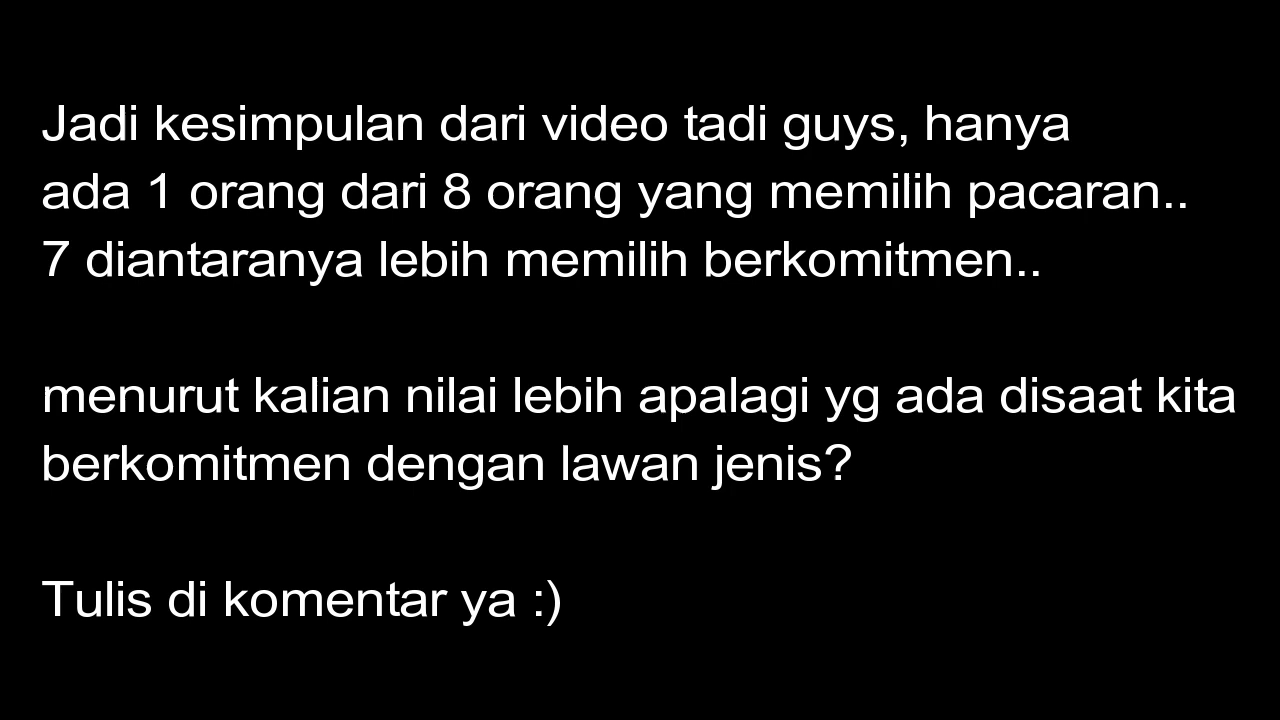 Jadi kesimpulan dari video tadi guys, hanya
ada 1 orang dari 8 orang yang memilih pacaran..
7 diantaranya lebih memilih berkomitmen..
menurut kalian nilai lebih apalagi yg ada disaat kita
berkomitmen dengan lawan jenis?
Tulis di komentar ya :)